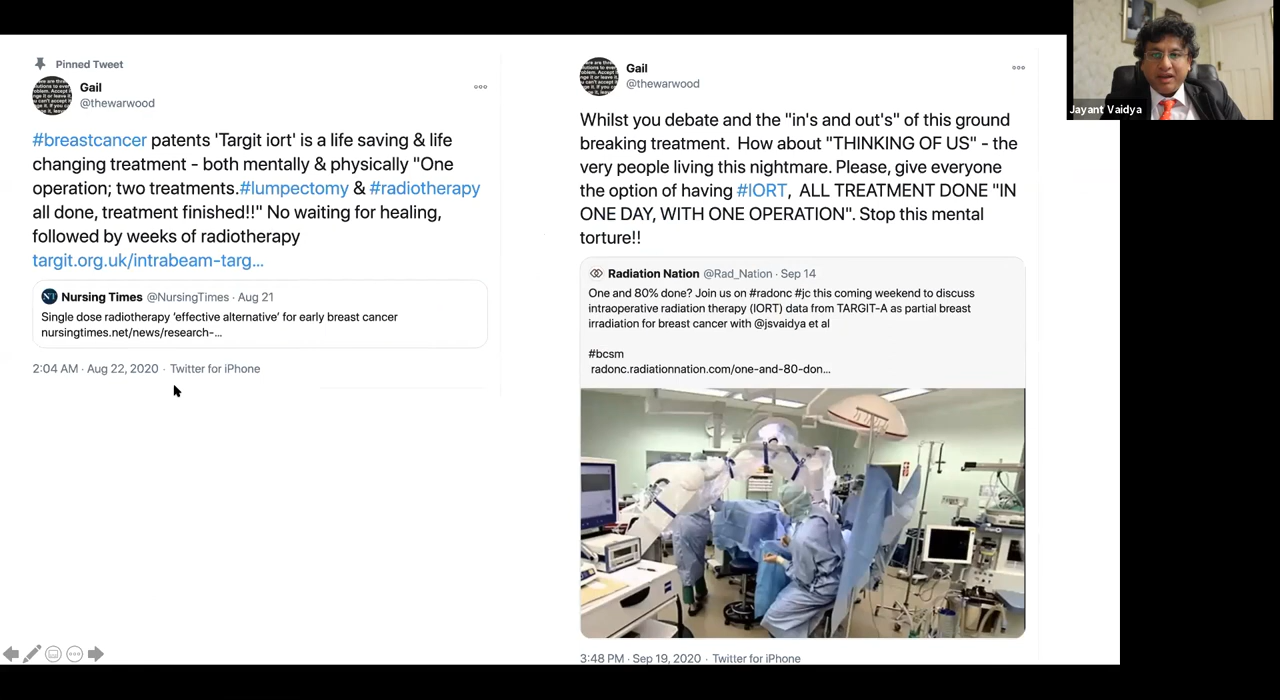 Pinned Tweet
Gail
@thewarwood
#breastcancer patents 'Targit iort' is a life saving & life
changing treatment - both mentally & physically "One
operation; two treatments.#lumpectomy & #radiotherapy
all done, treatment finished!!" No waiting for healing,
followed by weeks of radiotherapy
targit.org.uk/intrabeam-targ...
Nursing Times @NursingTimes · Aug 21
Single dose radiotherapy ‘effective alternative’ for early breast cancer
nursingtimes.net/news/research-...
2:04 AM · Aug 22, 2020 · Twitter for iPhone
Gail
@thewarwood
Whilst you debate and the "in's and out's" of this ground
breaking treatment.  How about "THINKING OF US" - the
very people living this nightmare. Please, give everyone
the option of having #IORT,  ALL TREATMENT DONE "IN
ONE DAY, WITH ONE OPERATION". Stop this mental
torture!!
Radiation Nation @Rad_Nation · Sep 14
One and 80% done? Join us on #radonc #jc this coming weekend to discuss
intraoperative radiation therapy (IORT) data from TARGIT-A as partial breast
irradiation for breast cancer with @jsvaidya et al
#bcsm
radonc.radiationnation.com/one-and-80-don...
3:48 PM · Sep 19, 2020 · Twitter for iPhone
Jayant Vaidya